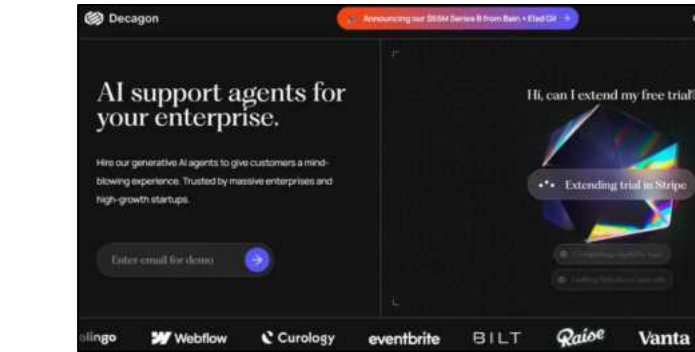 Decagon
Announcing our $65M Series B from Bain + Elad Gil →
AI support agents for
your enterprise.
Hire our generative AI agents to give customers a mind-
blowing experience. Trusted by massive enterprises and
high-growth startups.
Enter email for demo
Hi, can I extend my free trial?
Extending trial in Stripe
olingo Webflow Curology eventbrite BILT Raise Vanta